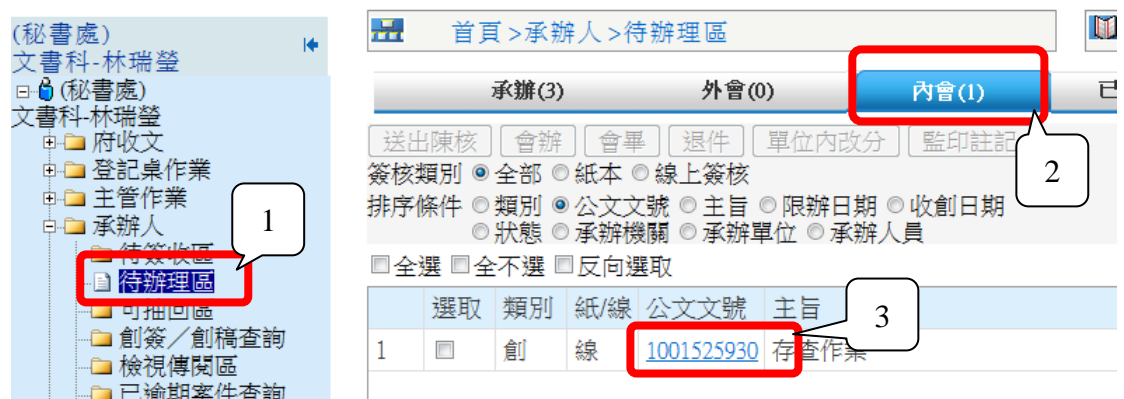 (秘書處)
文書科-林瑞瑩
(秘書處)
文書科-林瑞瑩
府收文
登記桌作業
主管作業
承辦人
待簽收區
待辦理區
可抽回區
創簽／創稿查詢
檢視傳閱區
已逾期案件查詢
1
首頁>承辦人>待辦理區
承辦(3) 外會(0) 內會(1) 已
送出陳核 會辦 會畢 退件 單位內改分 監印註記
2
簽核類別 全部 紙本 線上簽核
排序條件 類別 公文文號 主旨 限辦日期 收創日期
狀態 承辦機關 承辦單位 承辦人員
全選 全不選 反向選取
選取 類別 紙/線 公文文號 主旨
3
1 創 線 1001525930 存查作業